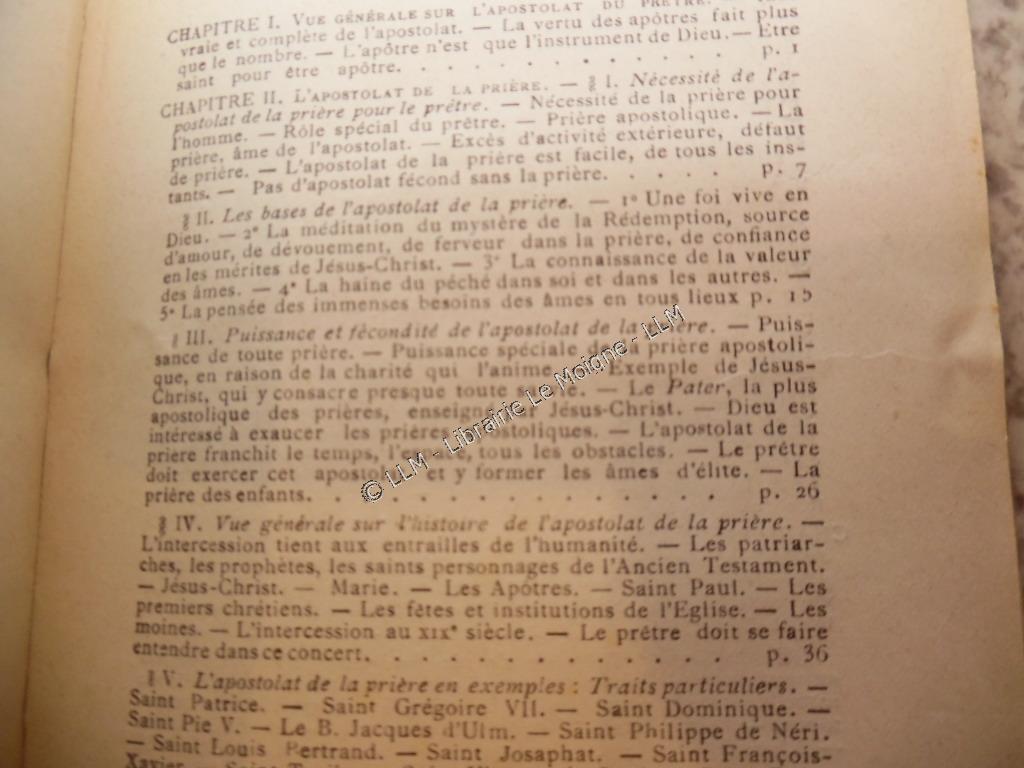 CHAPITRE I. VUE GÉNÉRALE SUR L'APOSTOLAT DU PRÊTRE. —
vraie et complète de l'apostolat. — La vertu des apôtres fait plus
que le nombre. — L'apôtre n'est que l'instrument de Dieu. — Etre
saint pour être apôtre. . . . . . . . . . . . . . p. 1
CHAPITRE II. L'APOSTOLAT DE LA PRIÈRE. — § I. Nécessité de l'a-
postolat de la prière pour le prêtre. — Nécessité de la prière pour
l'homme. — Rôle spécial du prêtre. — Prière apostolique. — La
prière, âme de l'apostolat. — Excès d'activité extérieure, défaut
de prière. — L'apostolat de la prière est facile, de tous les ins-
tants. — Pas d'apostolat fécond sans la prière. . . . . . p. 7
§ II. Les bases de l'apostolat de la prière. — 1° Une foi vive en
Dieu. — 2° La méditation du mystère de la Rédemption, source
d'amour, de dévouement, de ferveur dans la prière, de confiance
en les mérites de Jésus-Christ. — 3° La connaissance de la valeur
des âmes. — 4° La haine du péché dans soi et dans les autres. —
5° La pensée des immenses besoins des âmes en tous lieux p. 15
§ III. Puissance et fécondité de l'apostolat de la prière. — Puis-
sance de toute prière. — Puissance spéciale de la prière apostoli-
que, en raison de la charité qui l'anime. Exemple de Jésus-
Christ, qui y consacre presque toute sa vie. — Le Pater, la plus
apostolique des prières, enseignée par Jésus-Christ. — Dieu est
intéressé à exaucer les prières apostoliques. — L'apostolat de la
prière franchit le temps, l'espace, tous les obstacles. — Le prêtre
doit exercer cet apostolat et y former les âmes d'élite. — La
prière des enfants. . . . . . . . . . . . . . . . p. 26
§ IV. Vue générale sur l'histoire de l'apostolat de la prière. —
L'intercession tient aux entrailles de l'humanité. — Les patriar-
ches, les prophètes, les saints personnages de l'Ancien Testament.
— Jésus-Christ. — Marie. — Les Apôtres. — Saint Paul. — Les
premiers chrétiens. — Les fêtes et institutions de l'Eglise. — Les
moines. — L'intercession au XIXe siècle. — Le prêtre doit se faire
entendre dans ce concert. . . . . . . . . . . . . . p. 36
§ V. L'apostolat de la prière en exemples : Traits particuliers. —
Saint Patrice. — Saint Grégoire VII. — Saint Dominique. —
Saint Pie V. — Le B. Jacques d'Ulm. — Saint Philippe de Néri.
— Saint Louis Bertrand. — Saint Josaphat. — Saint François-
Xavier. — Saint
© LLM - Librairie Le Moigne - LLM